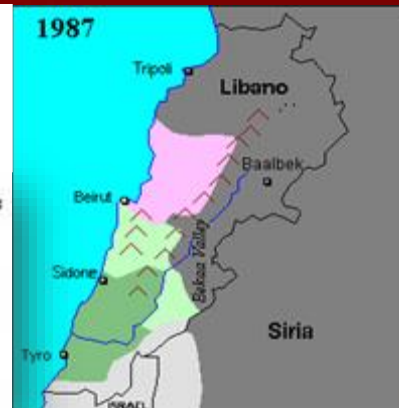 1987
Tripoli
Libano
Baalbek
Beirut
Bekaa Valley
Sidone
Siria
Tyro